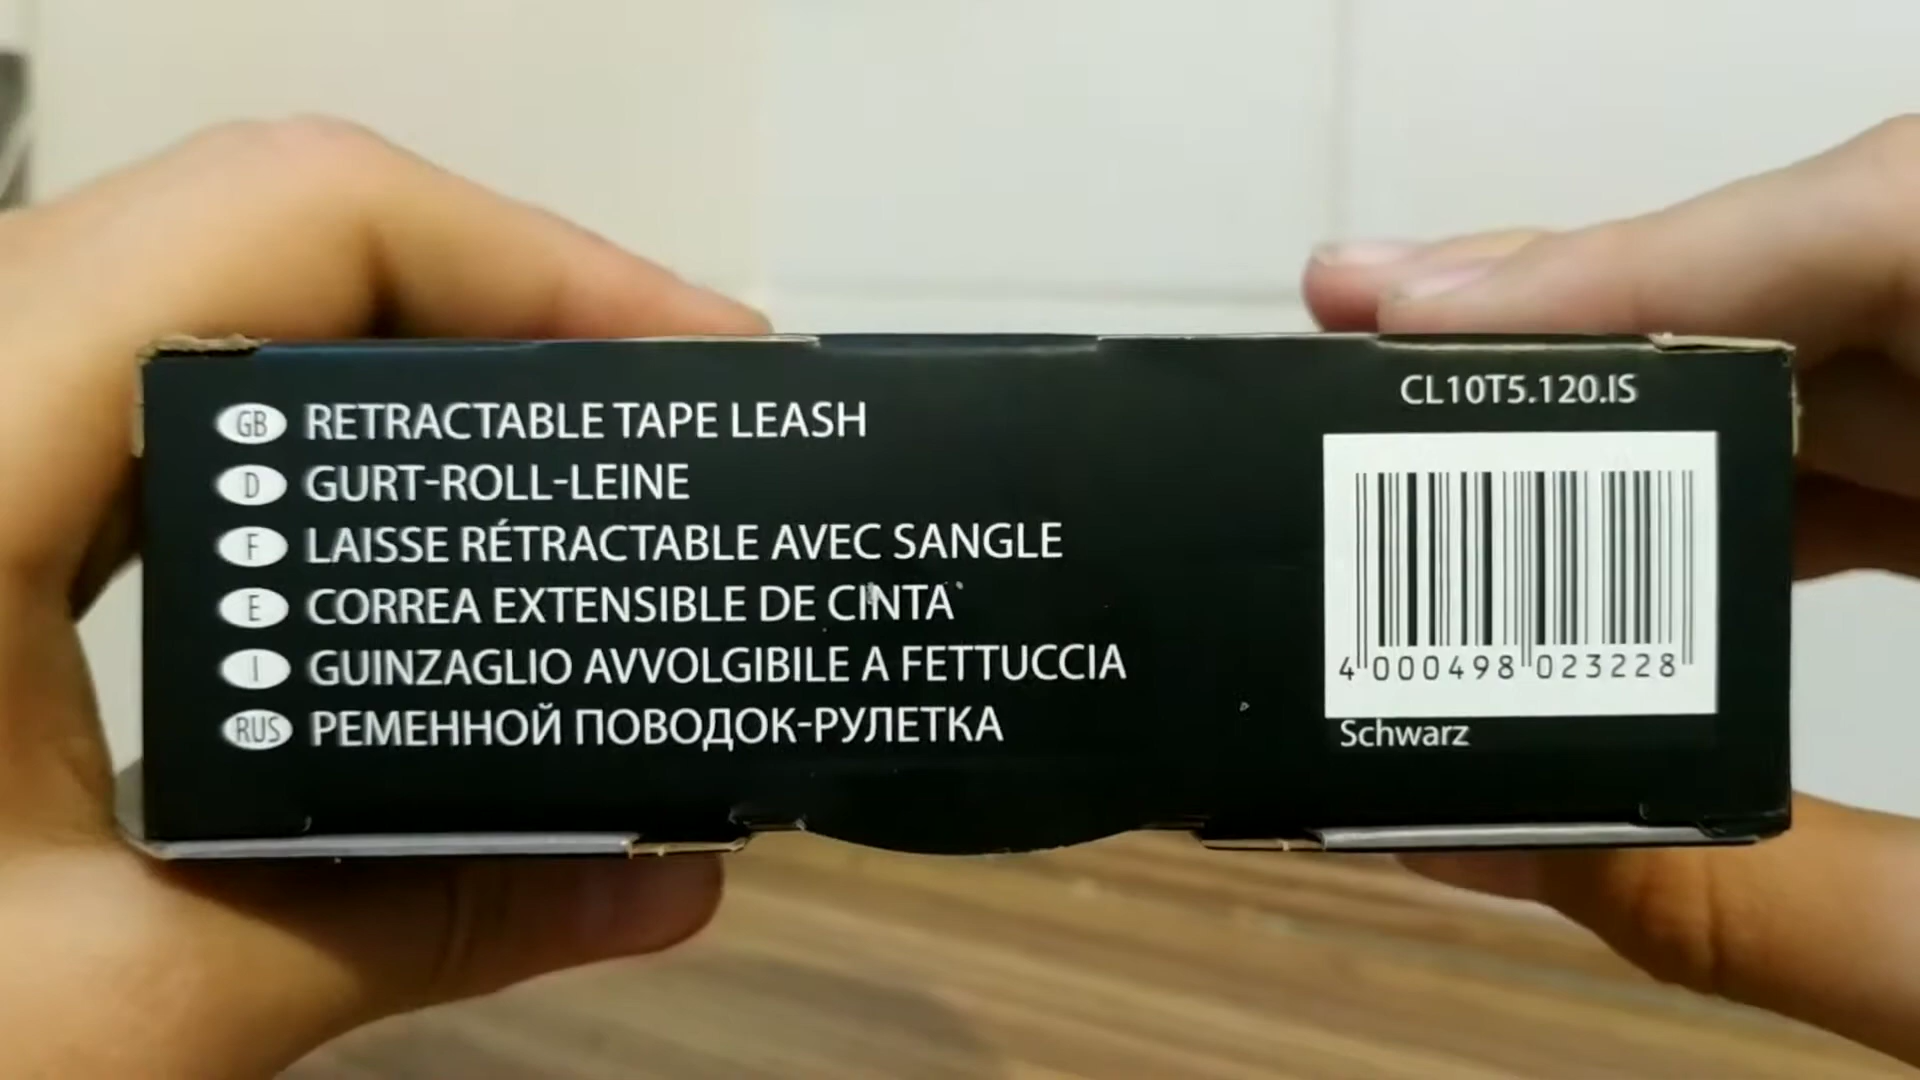 GB RETRACTABLE TAPE LEASH
D GURT-ROLL-LEINE
F LAISSE RÉTRACTABLE AVEC SANGLE
E CORREA EXTENSIBLE DE CINTA
I GUINZAGLIO AVVOLGIBILE A FETTUCCIA
RUS РЕМЕННОЙ ПОВОДОК-РУЛЕТКА
CL10T5.120.IS
4 000498 023228
Schwarz